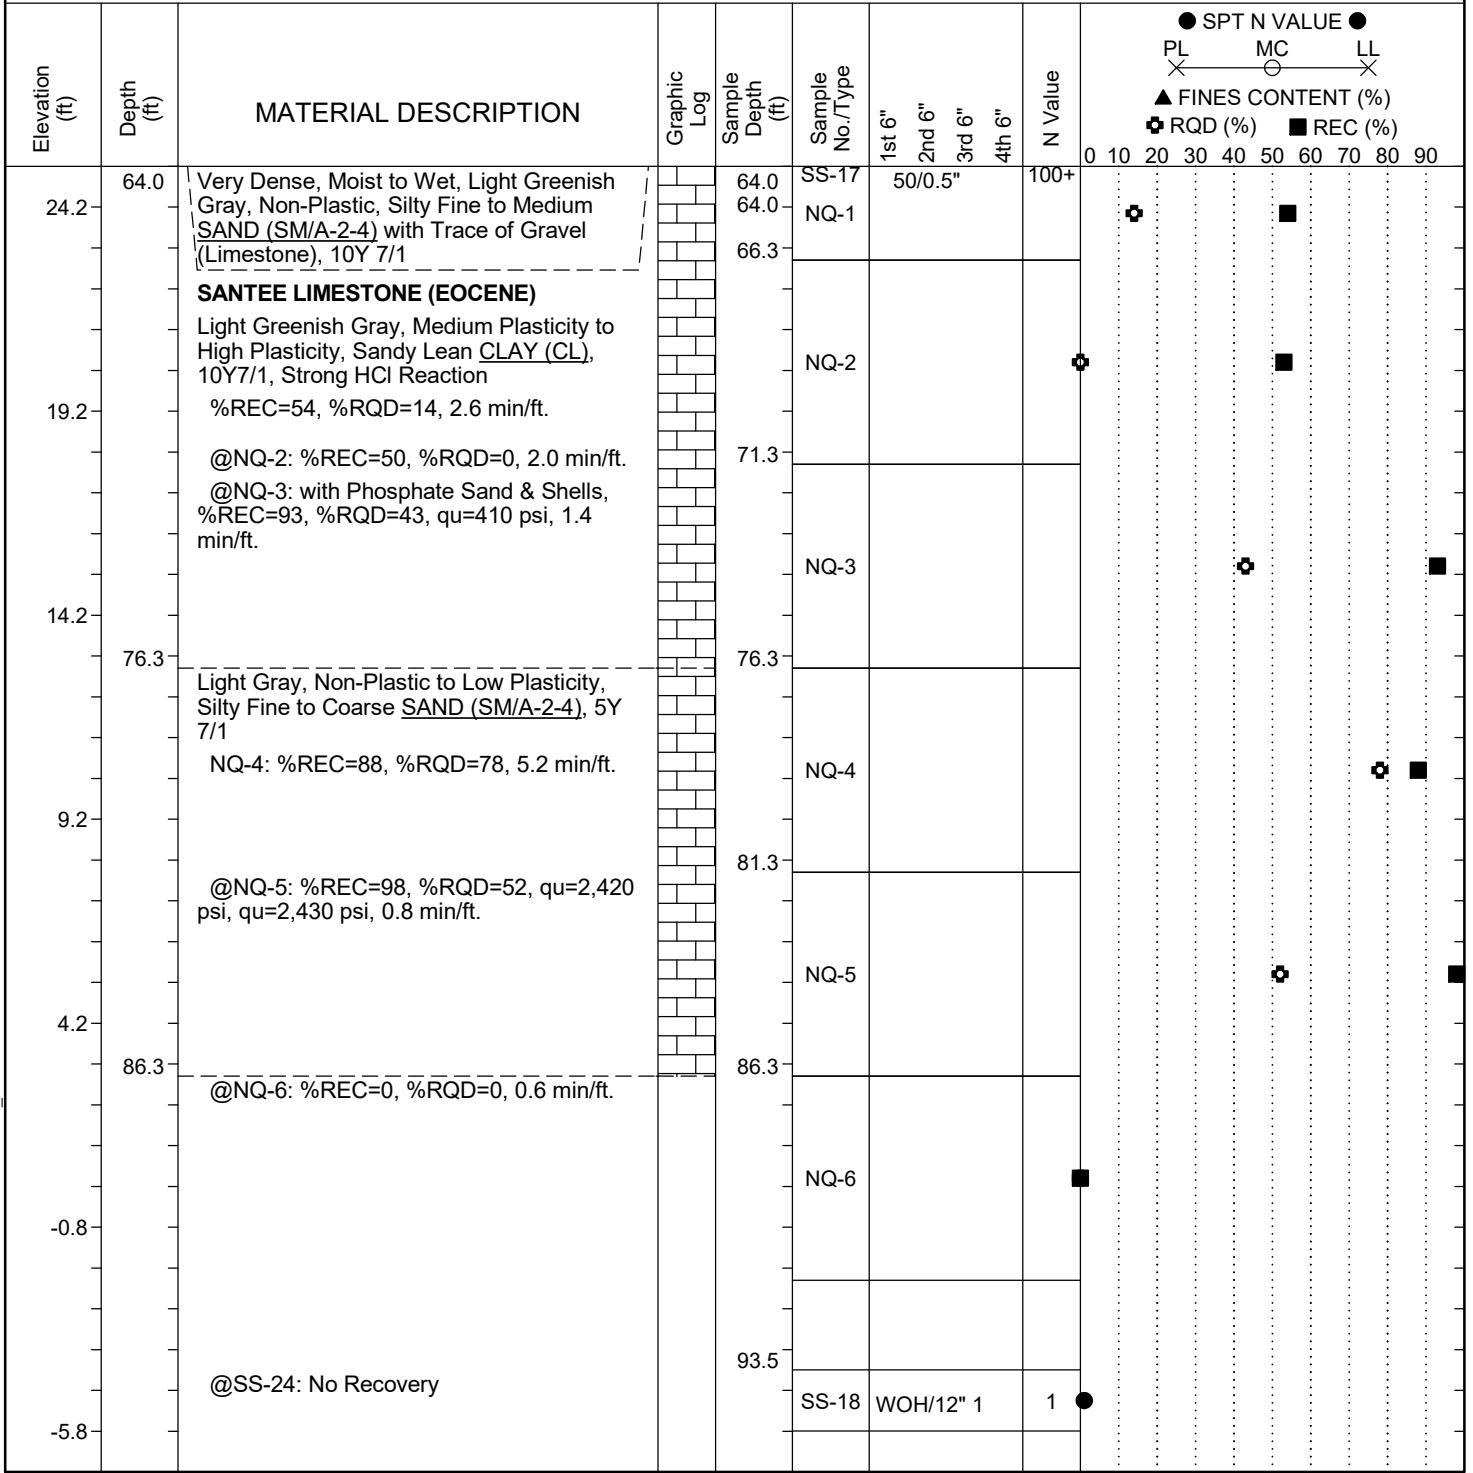 ● SPT N VALUE ●
PL MC LL
▲ FINES CONTENT (%)
RQD (%) ■ REC (%)
Elevation (ft)
Depth (ft)
MATERIAL DESCRIPTION
Graphic Log
Sample Depth (ft)
Sample No./Type
1st 6"
2nd 6"
3rd 6"
4th 6"
N Value
0 10 20 30 40 50 60 70 80 90
64.0
Very Dense, Moist to Wet, Light Greenish
Gray, Non-Plastic, Silty Fine to Medium
SAND (SM/A-2-4) with Trace of Gravel
(Limestone), 10Y 7/1
64.0
SS-17
50/0.5"
100+
24.2
64.0
NQ-1
66.3
SANTEE LIMESTONE (EOCENE)
Light Greenish Gray, Medium Plasticity to
High Plasticity, Sandy Lean CLAY (CL),
10Y7/1, Strong HCl Reaction
NQ-2
19.2
%REC=54, %RQD=14, 2.6 min/ft.
@NQ-2: %REC=50, %RQD=0, 2.0 min/ft.
71.3
@NQ-3: with Phosphate Sand & Shells,
%REC=93, %RQD=43, qu=410 psi, 1.4
min/ft.
NQ-3
14.2
76.3
76.3
Light Gray, Non-Plastic to Low Plasticity,
Silty Fine to Coarse SAND (SM/A-2-4), 5Y
7/1
NQ-4: %REC=88, %RQD=78, 5.2 min/ft.
NQ-4
9.2
81.3
@NQ-5: %REC=98, %RQD=52, qu=2,420
psi, qu=2,430 psi, 0.8 min/ft.
NQ-5
4.2
86.3
86.3
@NQ-6: %REC=0, %RQD=0, 0.6 min/ft.
NQ-6
-0.8
93.5
@SS-24: No Recovery
SS-18
WOH/12" 1
1
-5.8